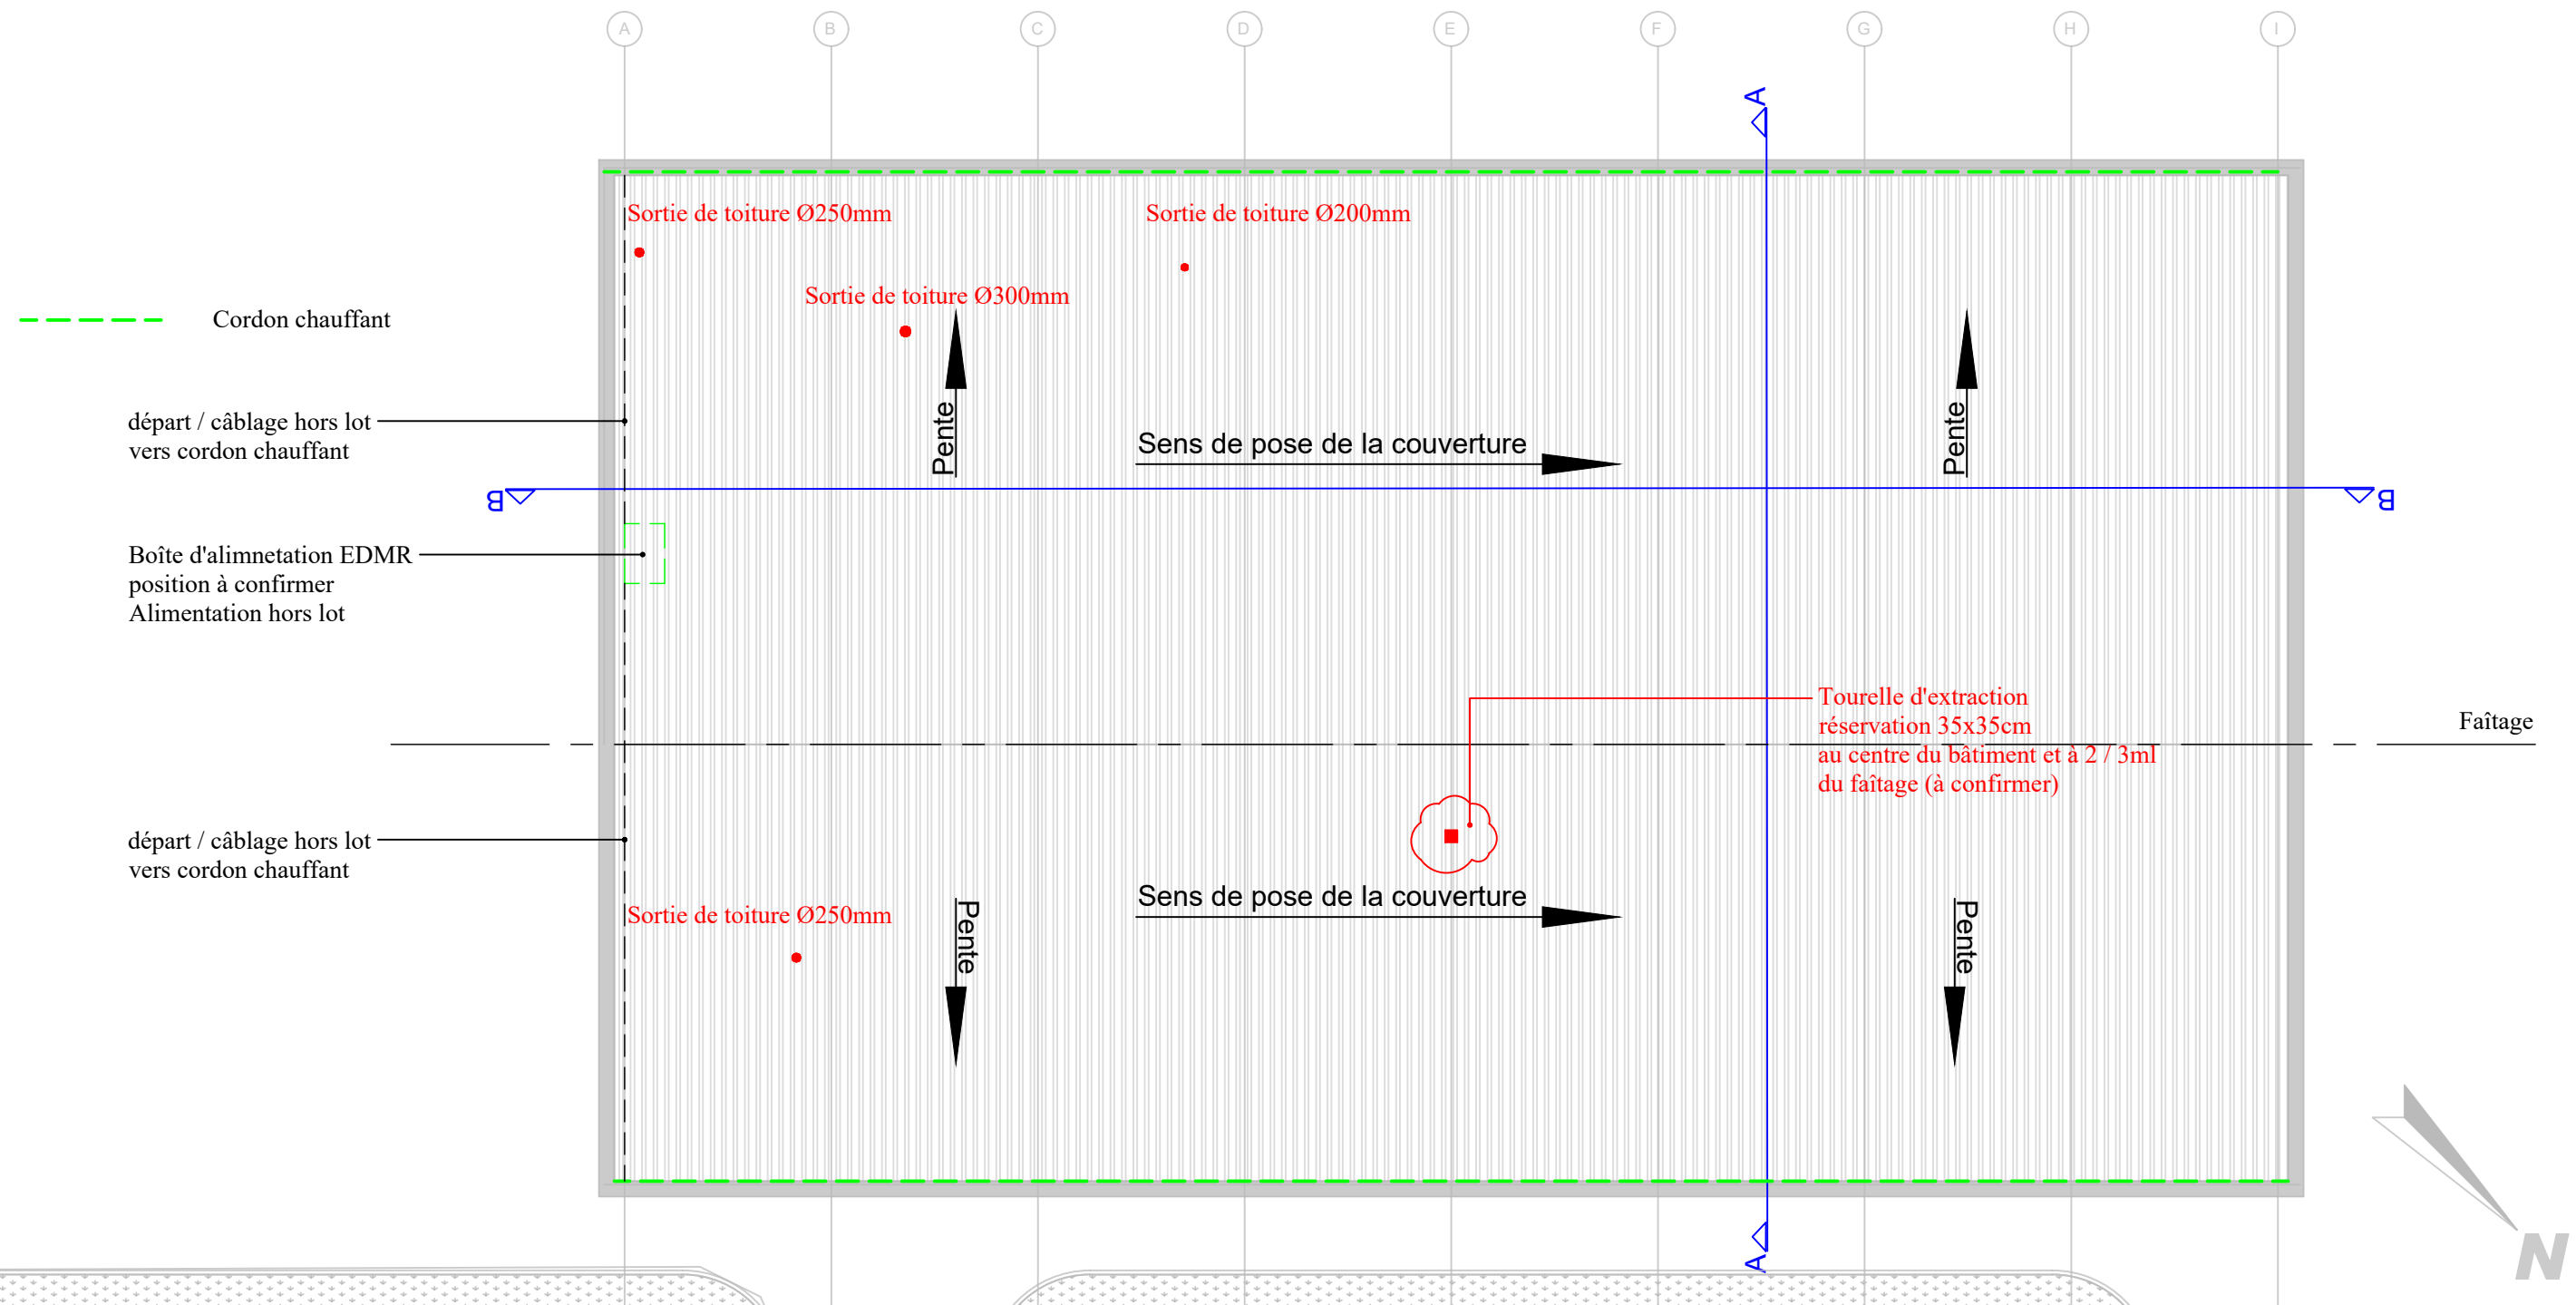 A
B
C
D
E
F
G
H
I
A
Sortie de toiture Ø250mm
Sortie de toiture Ø200mm
Sortie de toiture Ø300mm
Cordon chauffant
départ / câblage hors lot
vers cordon chauffant
Pente
Sens de pose de la couverture
Pente
B
B
Boîte d'alimnetation EDMR
position à confirmer
Alimentation hors lot
Tourelle d'extraction
réservation 35x35cm
au centre du bâtiment et à 2 / 3ml
du faîtage (à confirmer)
Faîtage
départ / câblage hors lot
vers cordon chauffant
Sens de pose de la couverture
Sortie de toiture Ø250mm
Pente
Pente
A
N